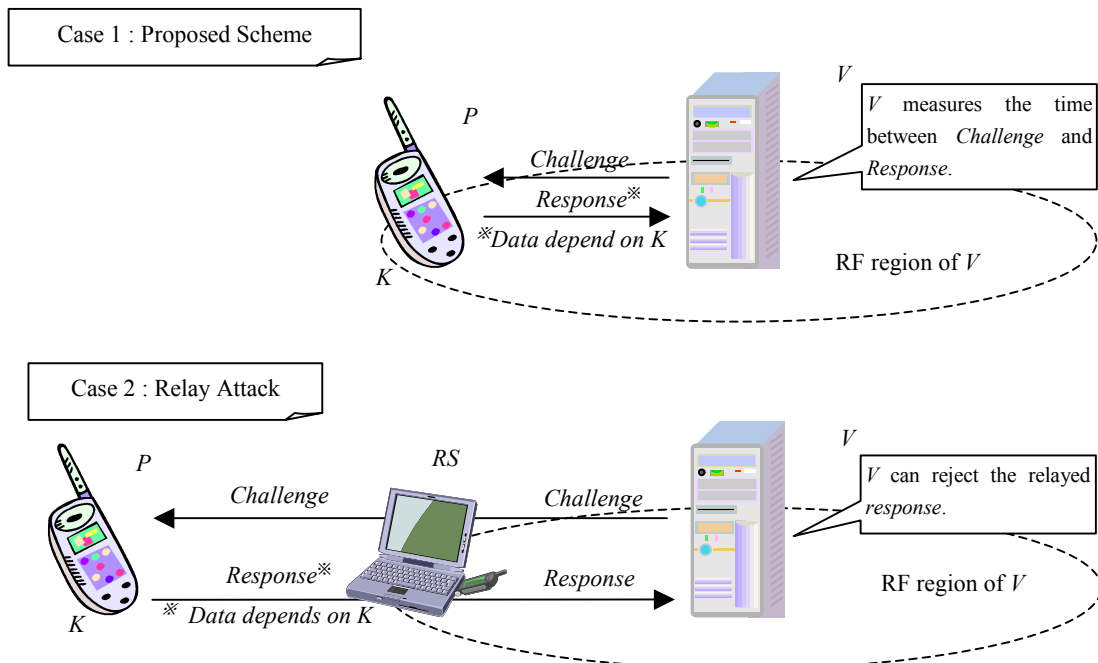 Case 1 : Proposed Scheme
V
P
V measures the time
between Challenge and
Response.
Challenge
Response※
※Data depend on K
K
RF region of V
Case 2 : Relay Attack
V
P
RS
V can reject the relayed
response.
Challenge
Challenge
Response※
Response
RF region of V
※ Data depends on K
K